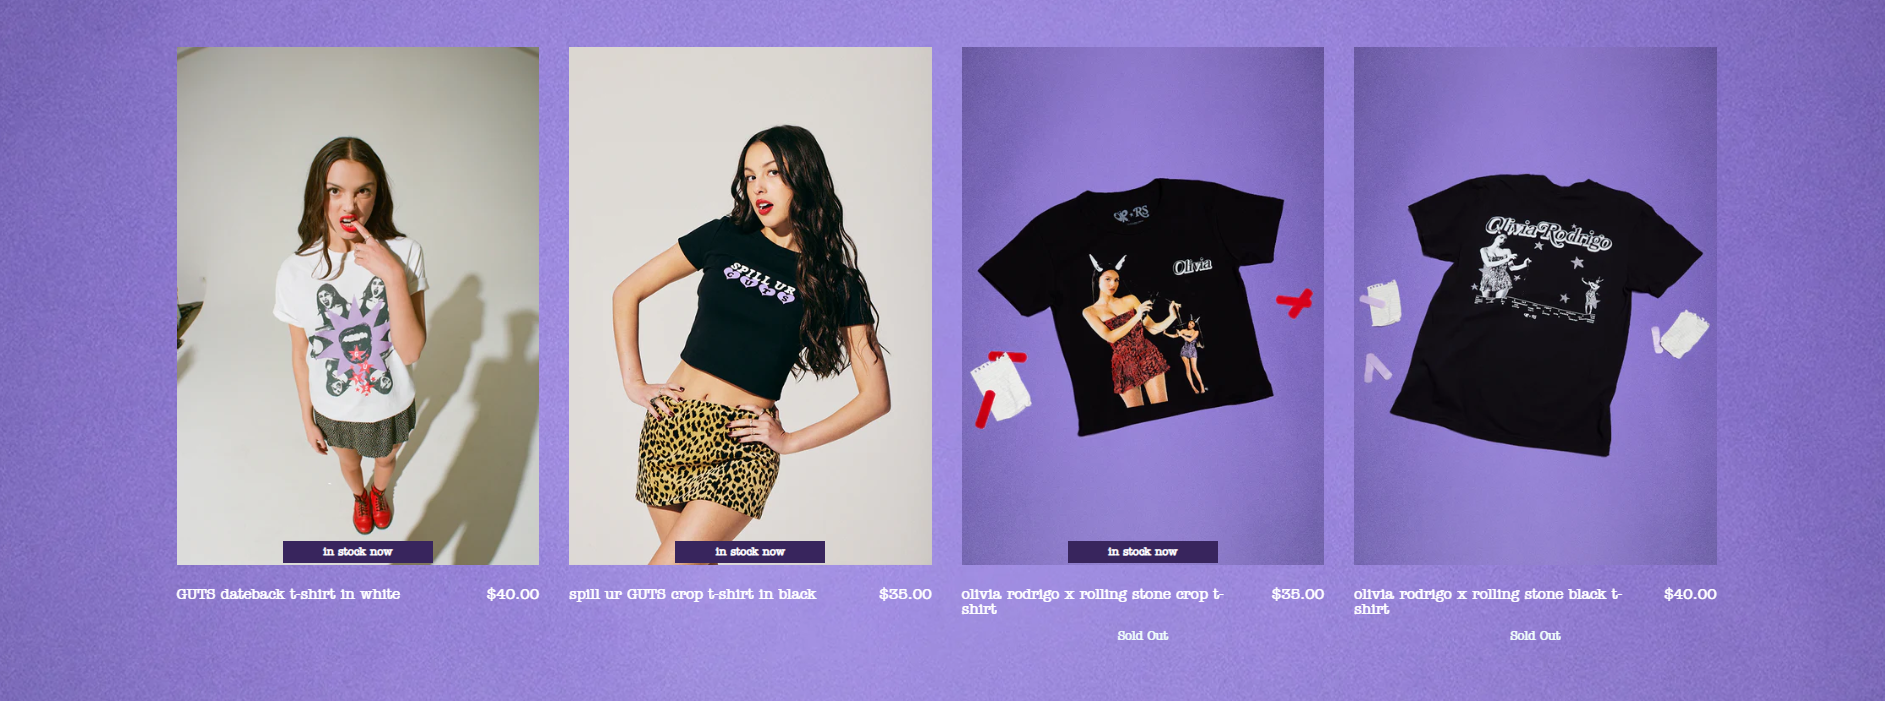 SPILL UR
GUTS
OR + RS
Olivia
Olivia Rodrigo
in stock now
in stock now
in stock now
GUTS dateback t-shirt in white
$40.00
spill ur GUTS crop t-shirt in black
$35.00
olivia rodrigo x rolling stone crop t-
shirt
$35.00
Sold Out
olivia rodrigo x rolling stone black t-
shirt
$40.00
Sold Out